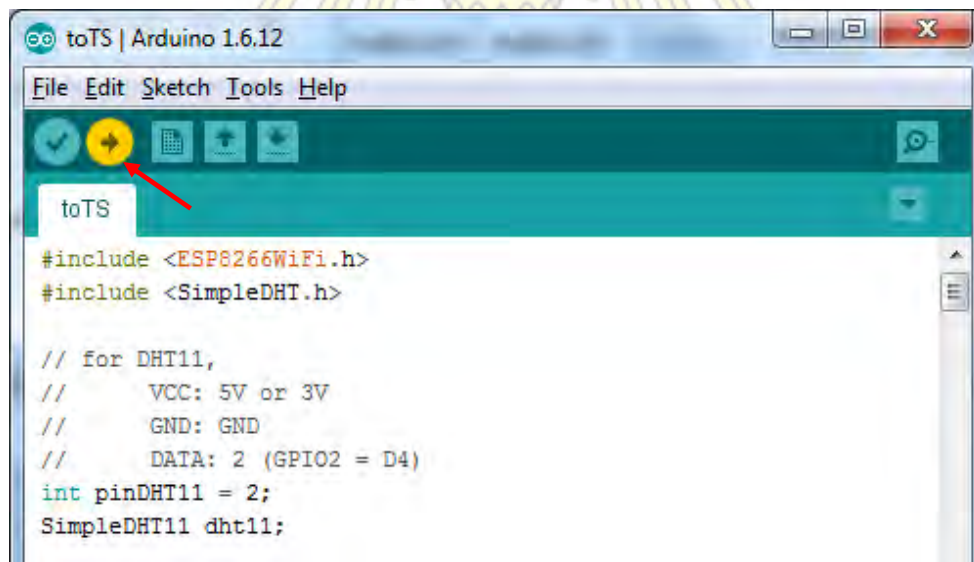 toTS | Arduino 1.6.12
File Edit Sketch Tools Help
toTS
#include <ESP8266WiFi.h>
#include <SimpleDHT.h>
// for DHT11,
//      VCC: 5V or 3V
//      GND: GND
//      DATA: 2 (GPIO2 = D4)
int pinDHT11 = 2;
SimpleDHT11 dht11;